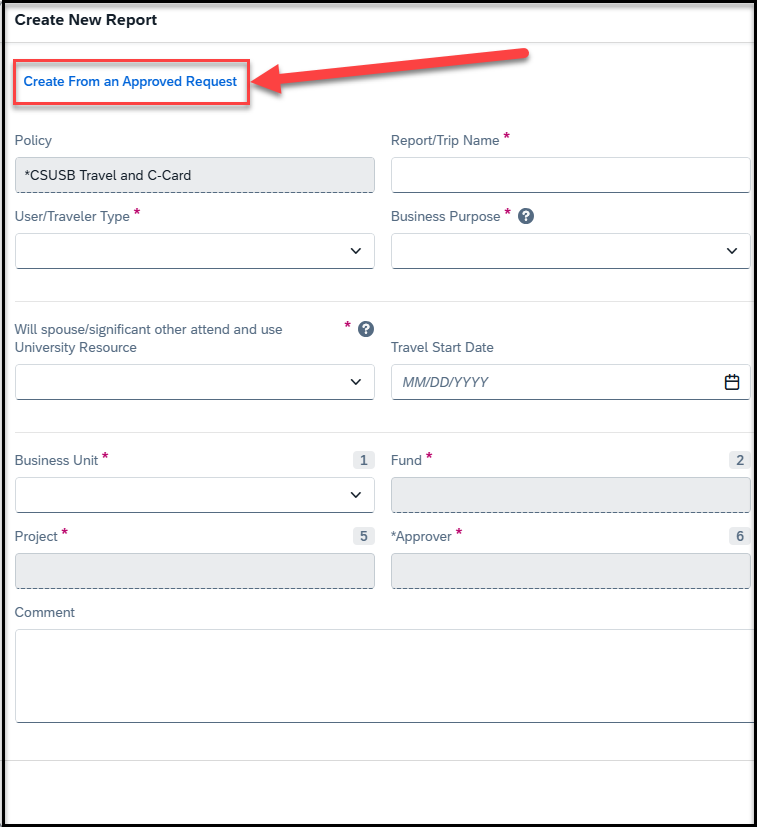 Create New Report
Create From an Approved Request
Policy
Report/Trip Name *
*CSUSB Travel and C-Card
User/Traveler Type *
Business Purpose * ?
Will spouse/significant other attend and use * ?
University Resource
Travel Start Date
MM/DD/YYYY
Business Unit * 1
Fund * 2
Project * 5
*Approver * 6
Comment